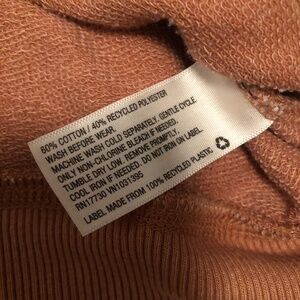 60% COTTON / 40% RECYCLED POLYESTER
WASH BEFORE WEAR.
MACHINE WASH COLD SEPARATELY, GENTLE CYCLE
ONLY NON-CHLORINE BLEACH IF NEEDED.
TUMBLE DRY LOW. REMOVE PROMPTLY.
COOL IRON IF NEEDED. DO NOT IRON ON LABEL.
RN17730 VN1031395
LABEL MADE FROM 100% RECYCLED PLASTIC